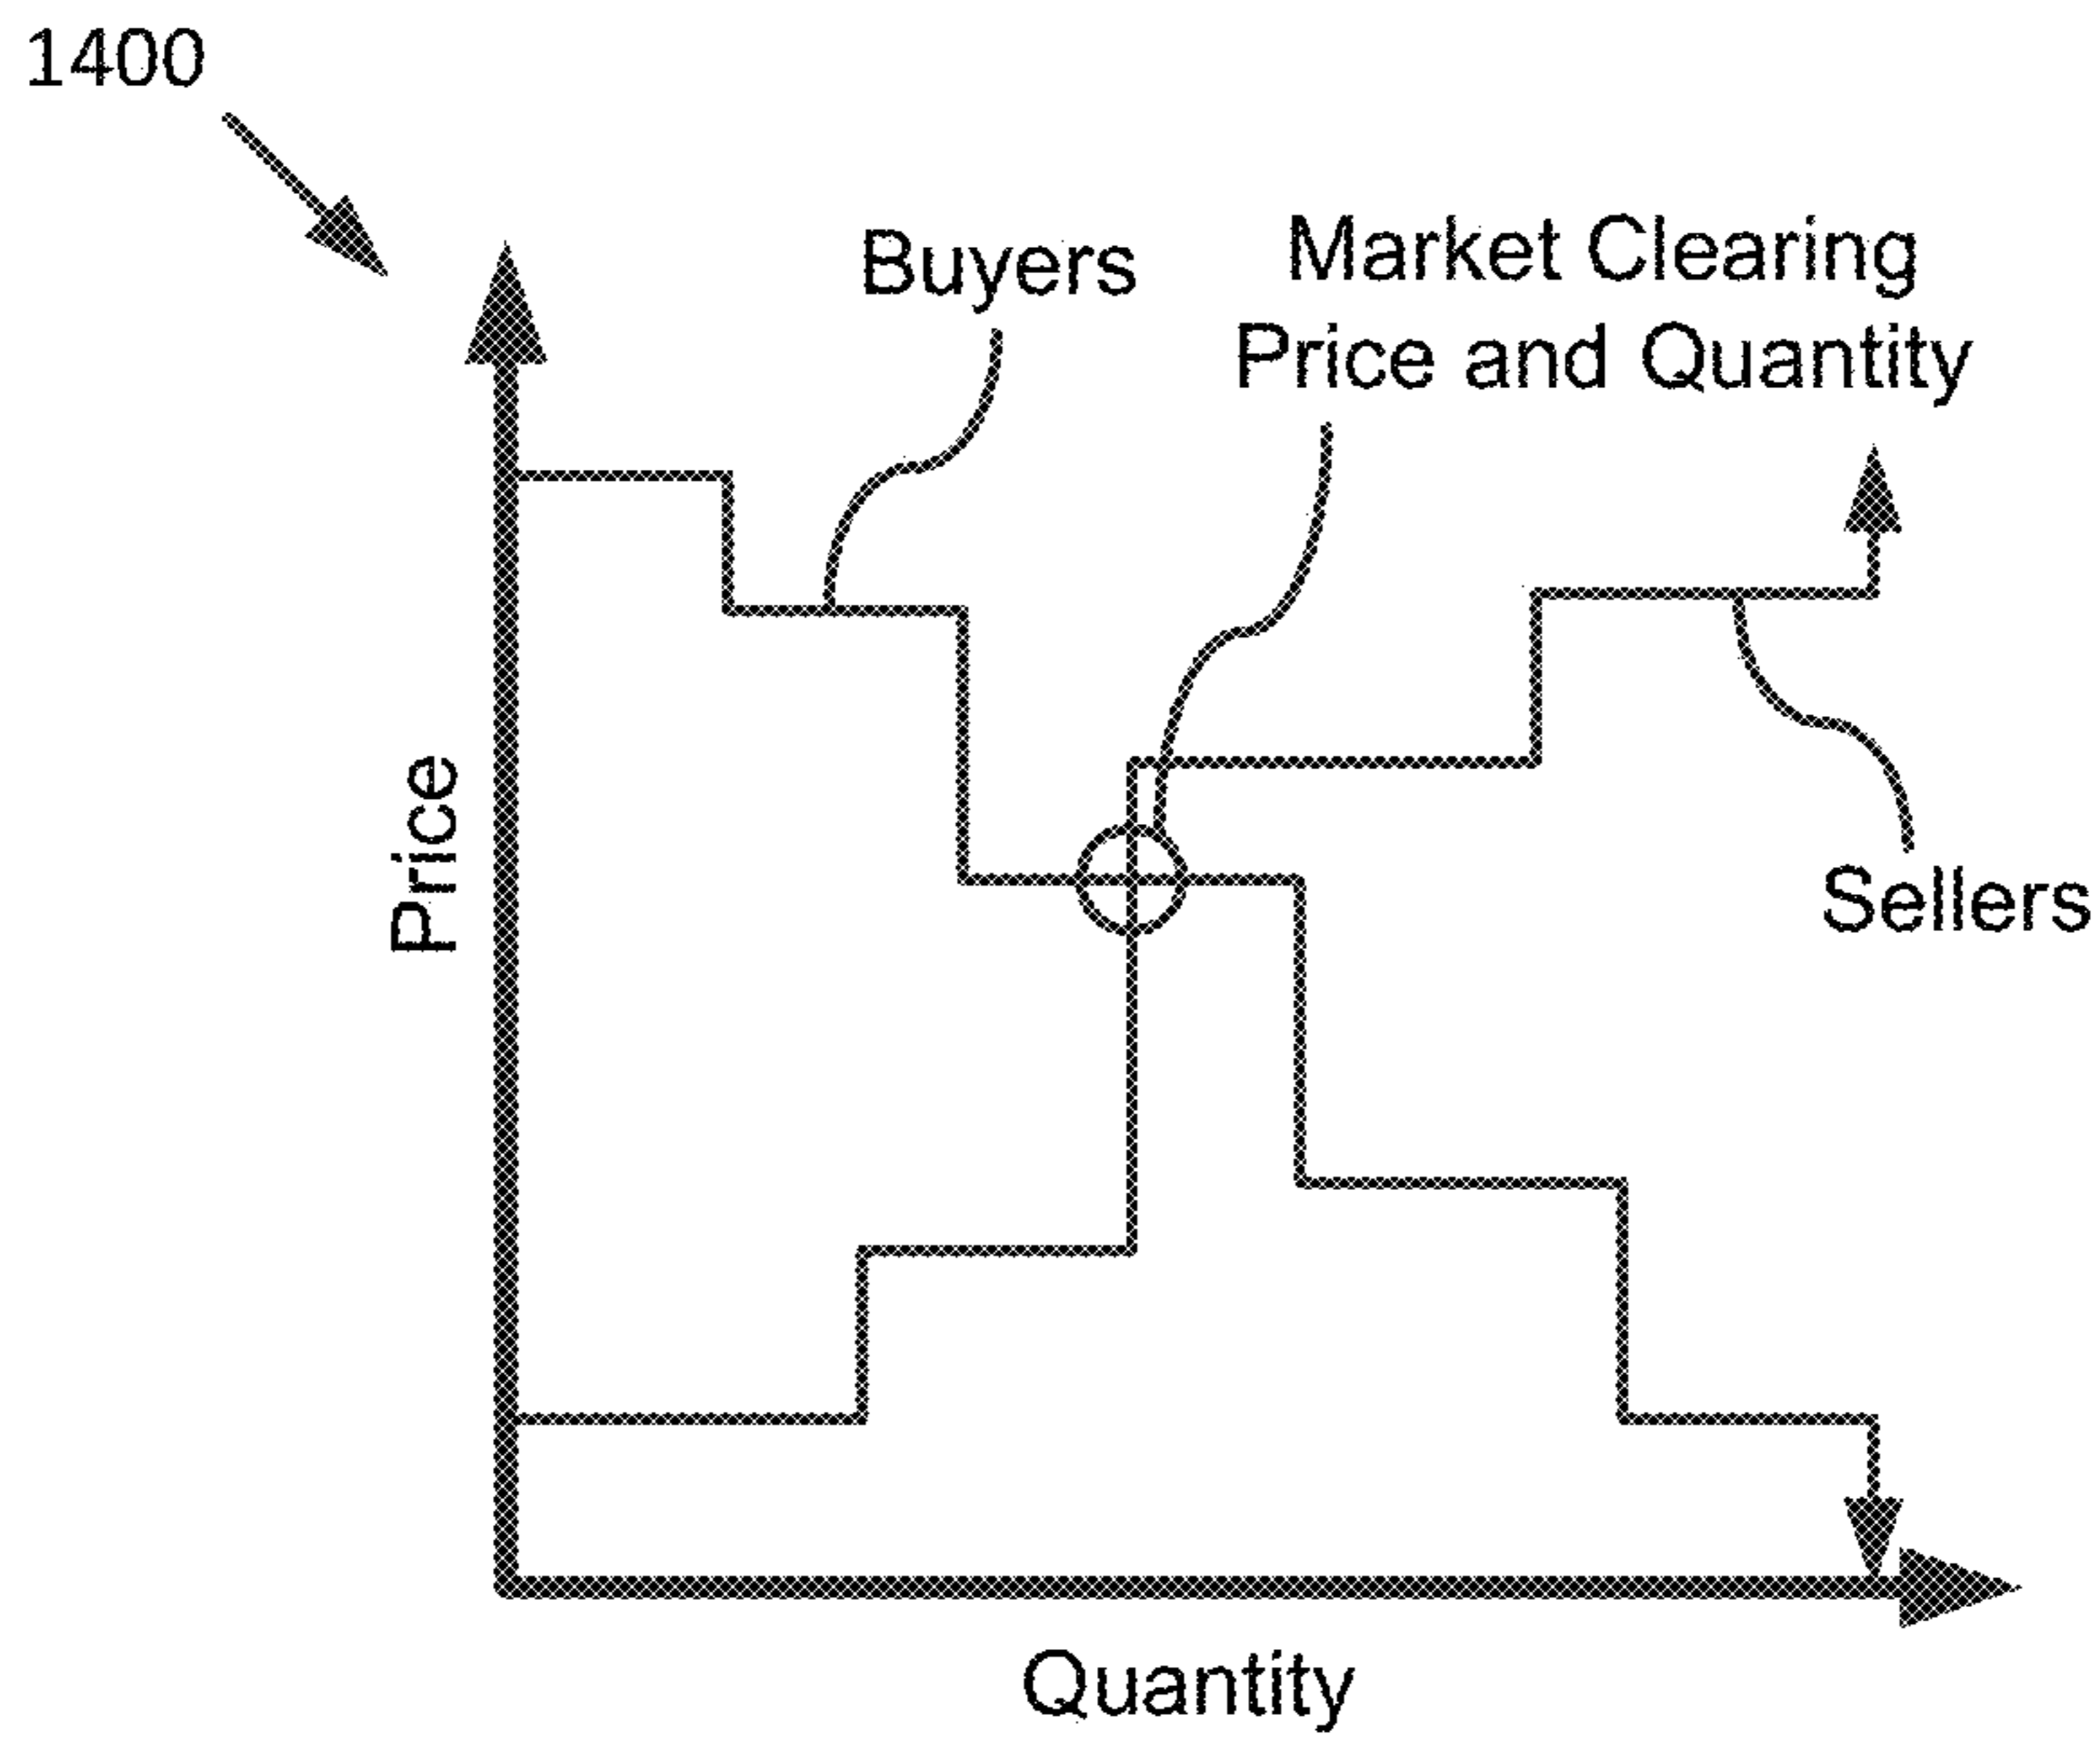 1400
Buyers
Market Clearing
Price and Quantity
Price
Sellers
Quantity